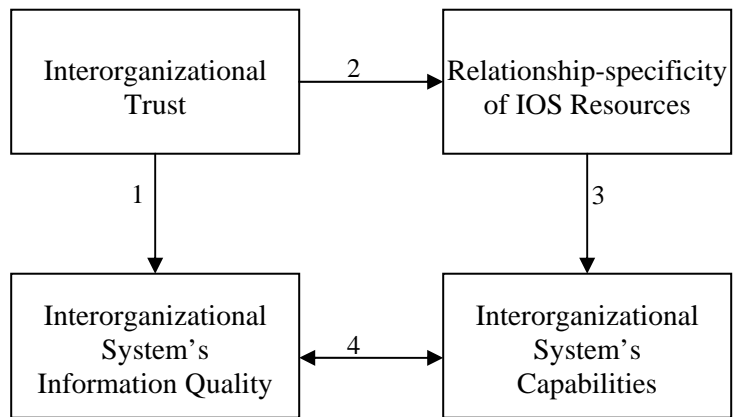 Interorganizational
Trust
2
Relationship-specificity
of IOS Resources
1
3
Interorganizational
System’s
Information Quality
4
Interorganizational
System’s
Capabilities